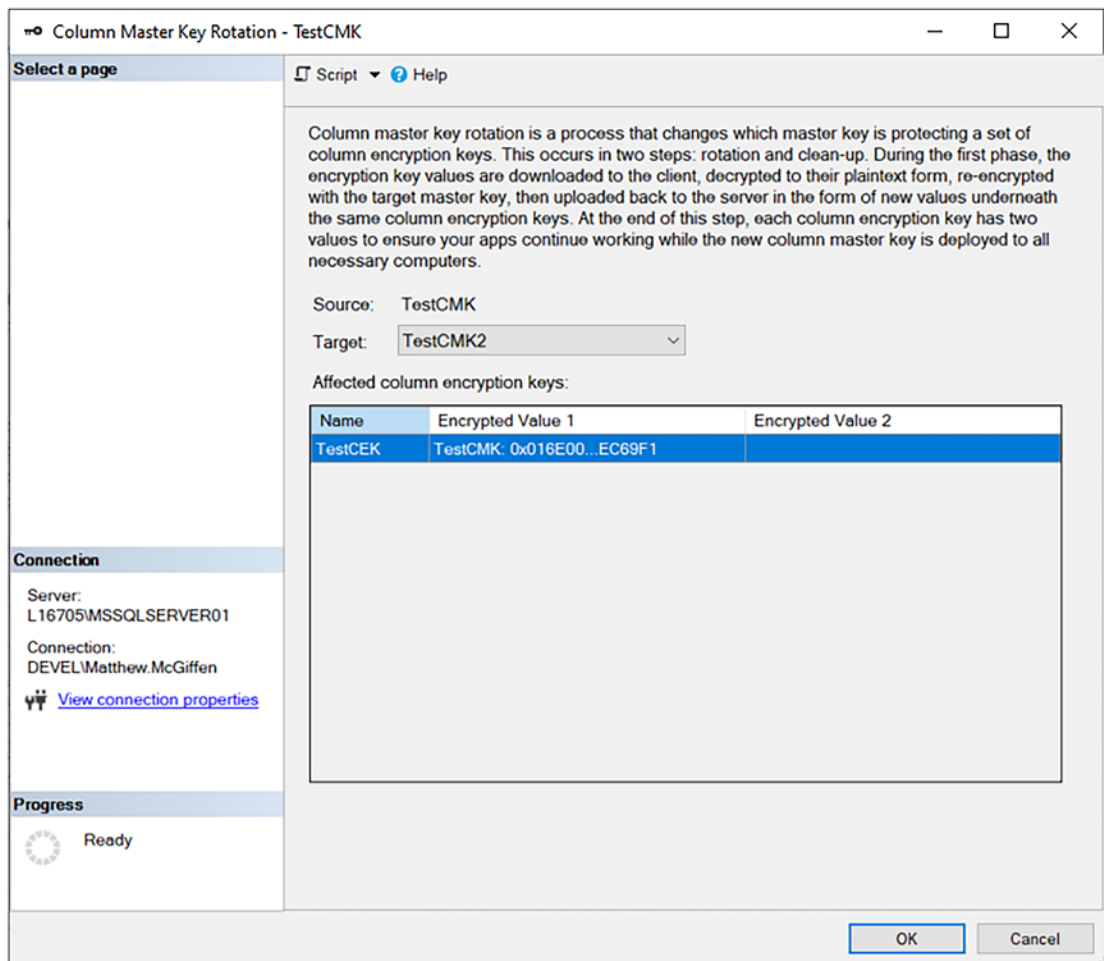 Column Master Key Rotation - TestCMK
Select a page
Script Help
Column master key rotation is a process that changes which master key is protecting a set of
column encryption keys. This occurs in two steps: rotation and clean-up. During the first phase, the
encryption key values are downloaded to the client, decrypted to their plaintext form, re-encrypted
with the target master key, then uploaded back to the server in the form of new values underneath
the same column encryption keys. At the end of this step, each column encryption key has two
values to ensure your apps continue working while the new column master key is deployed to all
necessary computers.
Source: TestCMK
Target: TestCMK2
Affected column encryption keys:
Name Encrypted Value 1 Encrypted Value 2
TestCEK TestCMK: 0x016E00...EC69F1
Connection
Server:
L16705\MSSQLSERVER01
Connection:
DEVEL\Matthew.McGiffen
View connection properties
Progress
Ready
OK Cancel